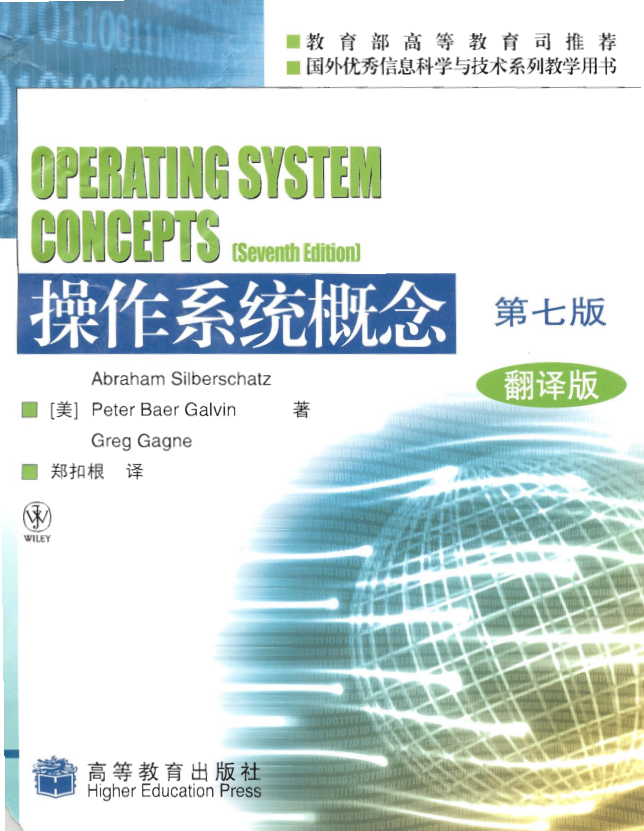 教育部高等教育司推荐
国外优秀信息科学与技术系列教学用书
OPERATING SYSTEM
CONCEPTS (Seventh Edition)
操作系统概念
第七版
翻译版
Abraham Silberschatz
[美] Peter Baer Galvin 著
Greg Gagne
郑扣根 译
WILEY
高等教育出版社
Higher Education Press